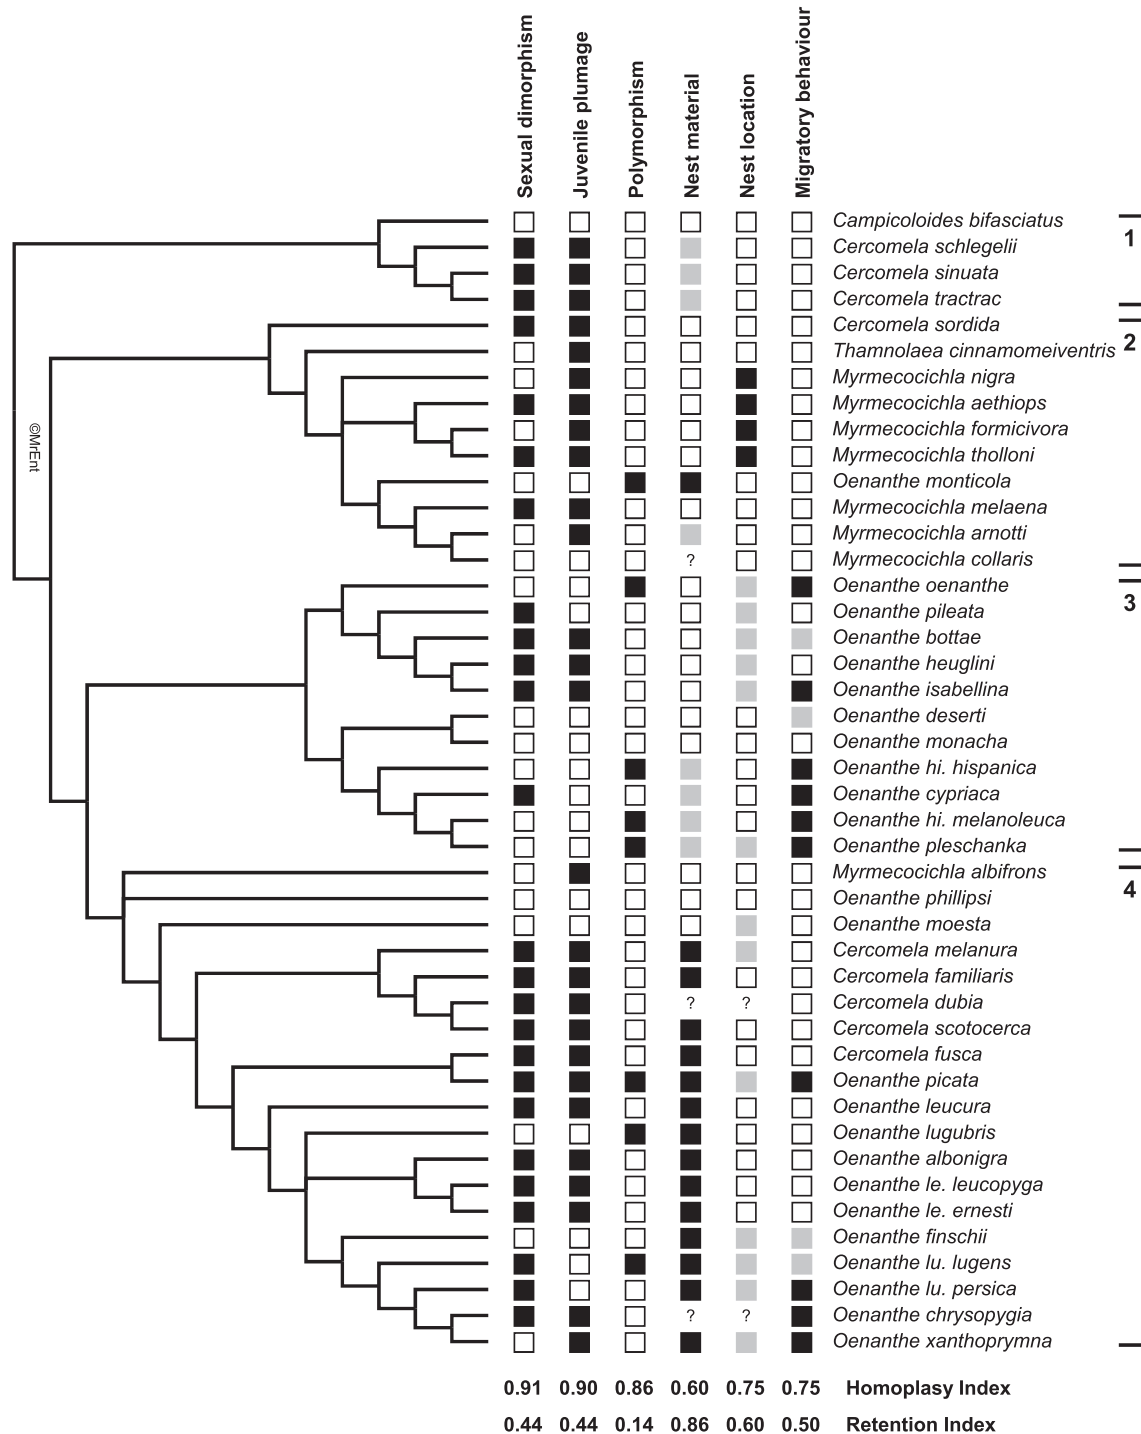 Sexual dimorphism
Juvenile plumage
Polymorphism
Nest material
Nest location
Migratory behaviour
Campicoloides bifasciatus
1
Cercomela schlegelii
Cercomela sinuata
Cercomela tractrac
Cercomela sordida
2
Thamnolaea cinnamomeiventris
Myrmecocichla nigra
Myrmecocichla aethiops
©MrEnt
Myrmecocichla formicivora
Myrmecocichla tholloni
Oenanthe monticola
Myrmecocichla melaena
Myrmecocichla arnotti
? Myrmecocichla collaris
Oenanthe oenanthe
3
Oenanthe pileata
Oenanthe bottae
Oenanthe heuglini
Oenanthe isabellina
Oenanthe deserti
Oenanthe monacha
Oenanthe hi. hispanica
Oenanthe cypriaca
Oenanthe hi. melanoleuca
Oenanthe pleschanka
Myrmecocichla albifrons
4
Oenanthe phillipsi
Oenanthe moesta
Cercomela melanura
Cercomela familiaris
? ? Cercomela dubia
Cercomela scotocerca
Cercomela fusca
Oenanthe picata
Oenanthe leucura
Oenanthe lugubris
Oenanthe albonigra
Oenanthe le. leucopyga
Oenanthe le. ernesti
Oenanthe finschii
Oenanthe lu. lugens
Oenanthe lu. persica
? ? Oenanthe chrysopygia
Oenanthe xanthoprymna
0.91 0.90 0.86 0.60 0.75 0.75 Homoplasy Index
0.44 0.44 0.14 0.86 0.60 0.50 Retention Index